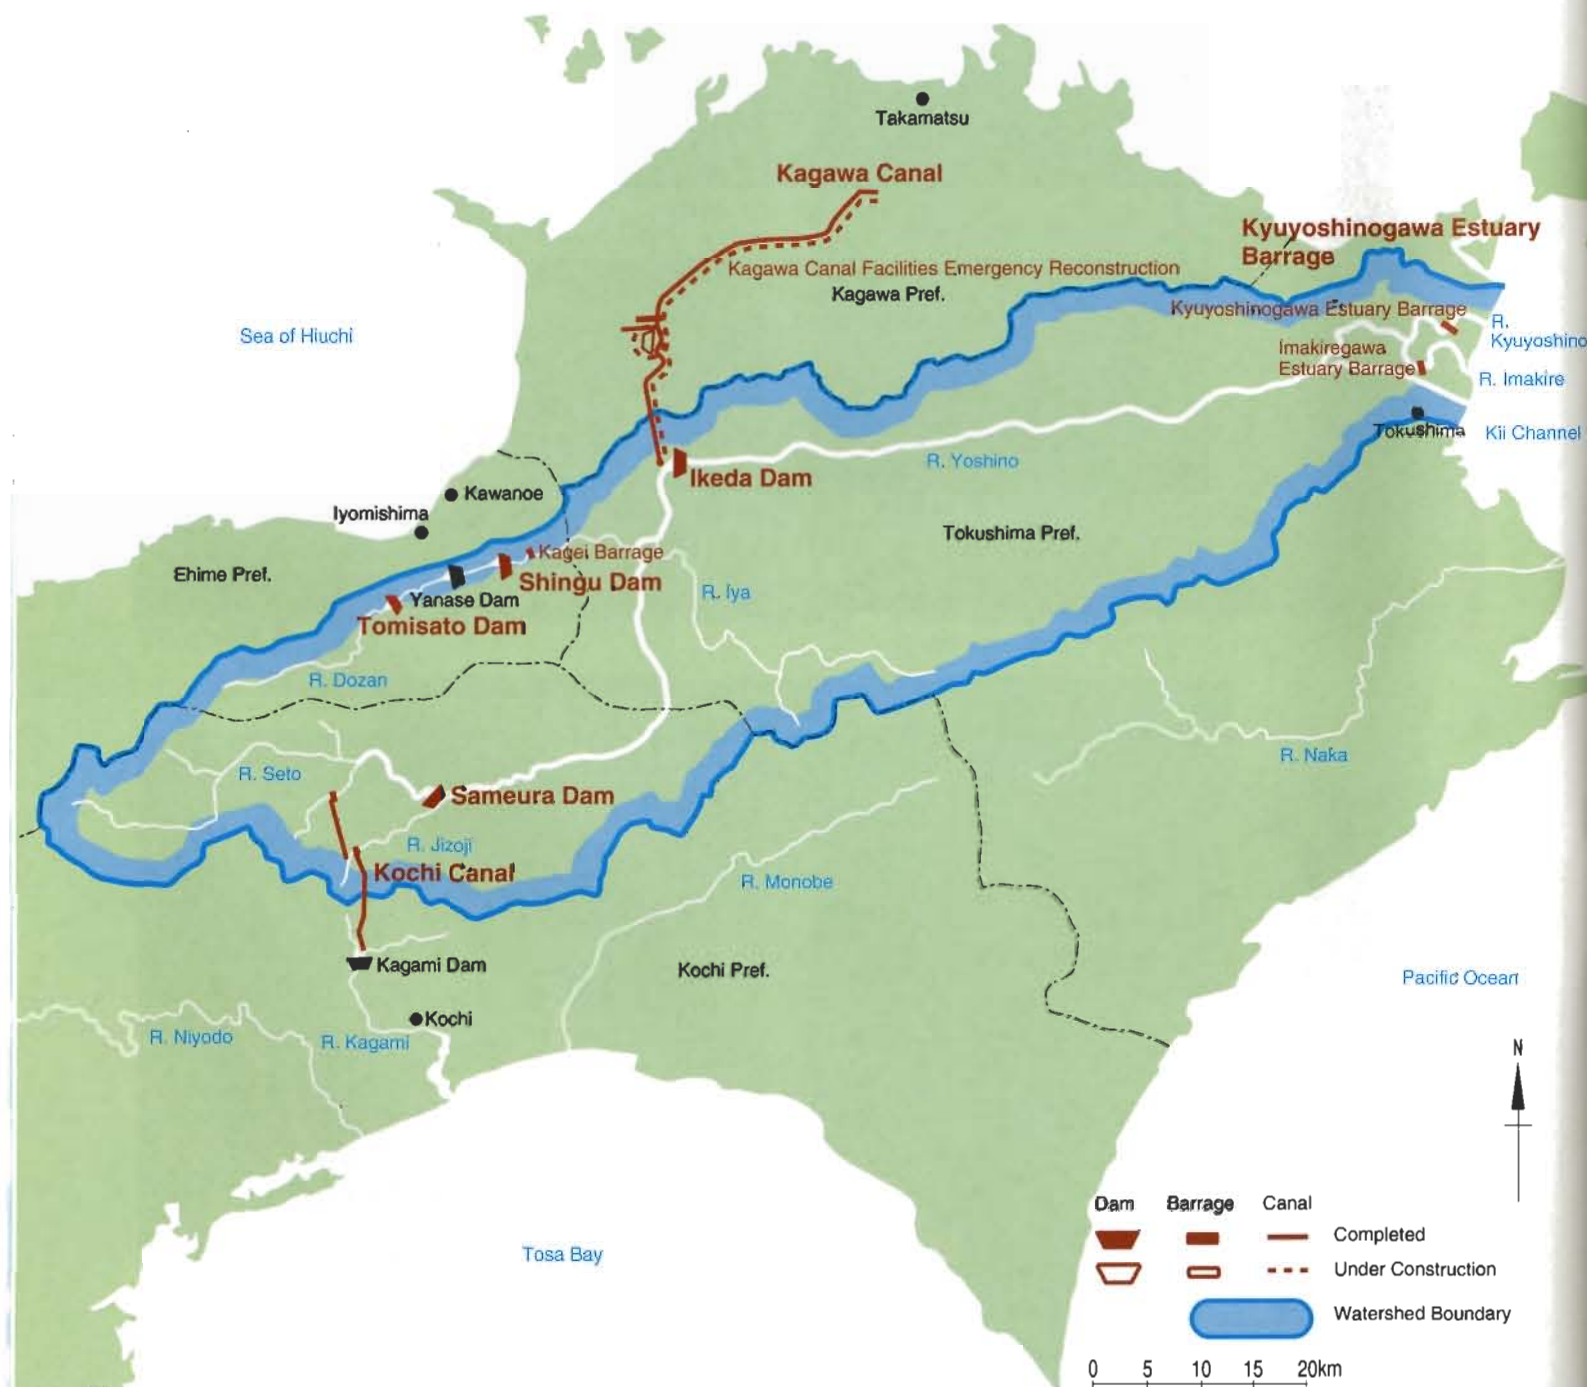 Takamatsu
Kagawa Canal
Kyuyoshinogawa Estuary
Barrage
Kagawa Canal Facilities Emergency Reconstruction
Kagawa Pref.
Kyuyoshinogawa Estuary Barrage
R.
Kyuyoshino
Sea of Hiuchi
Imakiregawa
Estuary Barrage
R. Imakire
Tokushima
Kii Channel
R. Yoshino
Ikeda Dam
Kawanoe
Iyomishima
Tokushima Pref.
Kagei Barrage
Ehime Pref.
Shingu Dam
Yanase Dam
R. Iya
Tomisato Dam
R. Dozan
R. Naka
R. Seto
Sameura Dam
R. Jizoji
Kochi Canal
R. Monobe
Kagami Dam
Kochi Pref.
Pacific Ocean
Kochi
R. Niyodo
R. Kagami
N
Tosa Bay
Dam Barrage Canal
Completed
Under Construction
Watershed Boundary
0 5 10 15 20km